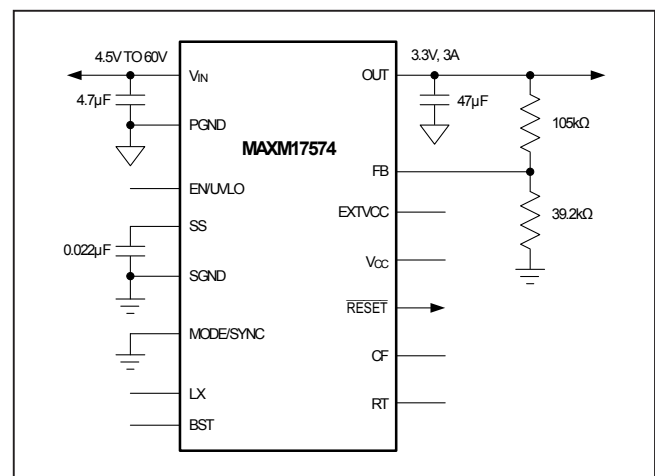 4.5V TO 60V
VIN
4.7µF
PGND
EN/UVLO
SS
0.022µF
SGND
MODE/SYNC
LX
BST
MAXM17574
OUT
3.3V, 3A
47µF
105kΩ
FB
39.2kΩ
EXTVCC
VCC
RESET
CF
RT